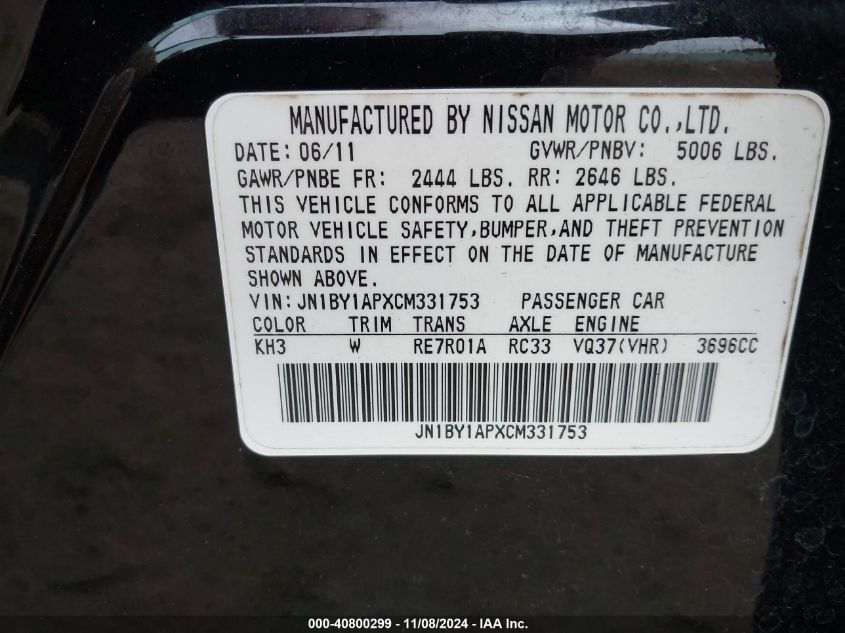 MANUFACTURED BY NISSAN MOTOR CO.,LTD.
DATE: 06/11 GVWR/PNBV: 5006 LBS.
GAWR/PNBE FR: 2444 LBS. RR: 2646 LBS.
THIS VEHICLE CONFORMS TO ALL APPLICABLE FEDERAL
MOTOR VEHICLE SAFETY,BUMPER,AND THEFT PREVENTION
STANDARDS IN EFFECT ON THE DATE OF MANUFACTURE
SHOWN ABOVE.
VIN:JN1BY1APXCM331753 PASSENGER CAR
COLOR TRIM TRANS AXLE ENGINE
KH3 W RE7R01A RC33 VQ37(VHR) 3696CC
JN1BY1APXCM331753
000-40800299 - 11/08/2024 - IAA Inc.